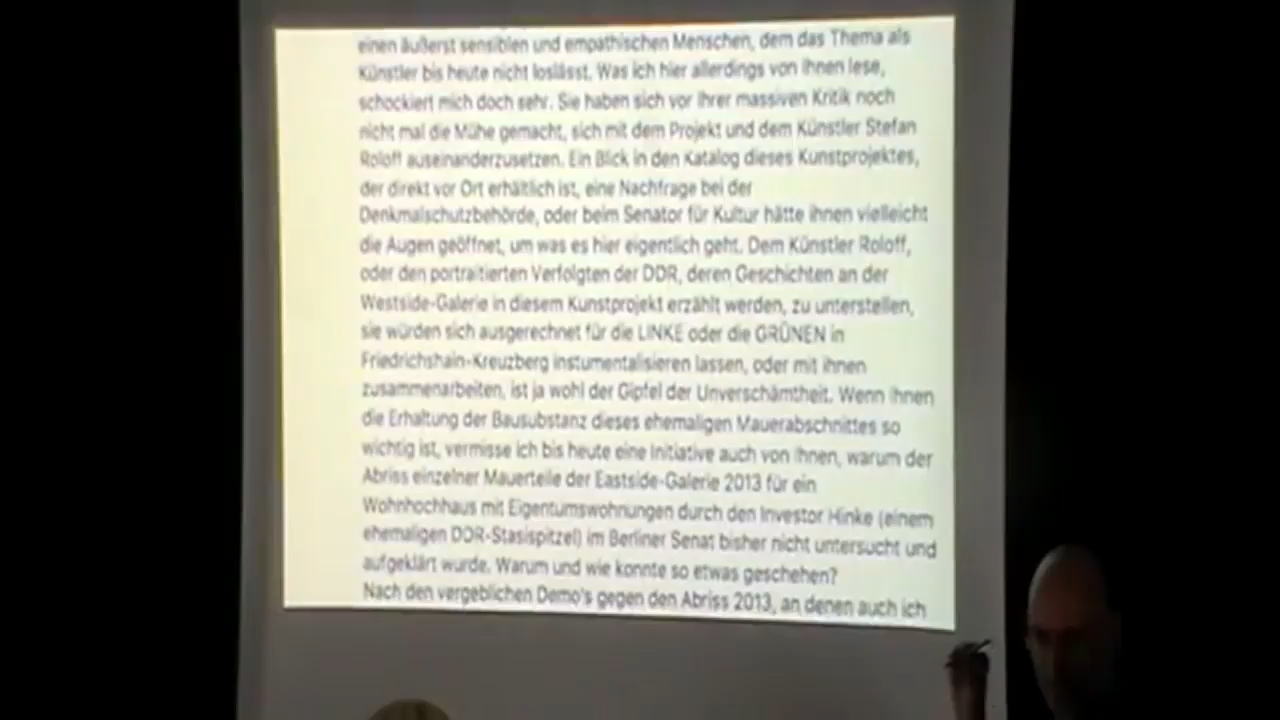 einen äußerst sensiblen und empathischen Menschen, dem das Thema als
Künstler bis heute nicht loslässt. Was ich hier allerdings von ihnen lese,
schockiert mich doch sehr. Sie haben sich vor ihrer massiven Kritik noch
nicht mal die Mühe gemacht, sich mit dem Projekt und dem Künstler Stefan
Roloff auseinanderzusetzen. Ein Blick in den Katalog dieses Kunstprojektes,
der direkt vor Ort erhältlich ist, eine Nachfrage bei der
Denkmalschutzbehörde, oder beim Senator für Kultur hätte ihnen vielleicht
die Augen geöffnet, um was es hier eigentlich geht. Dem Künstler Roloff,
oder den portraitierten Verfolgten der DDR, deren Geschichten an der
Westside-Galerie in diesem Kunstprojekt erzählt werden, zu unterstellen,
sie würden sich ausgerechnet für die LINKE oder die GRÜNEN in
Friedrichshain-Kreuzberg instumentalisieren lassen, oder mit ihnen
zusammenarbeiten, ist ja wohl der Gipfel der Unverschämtheit. Wenn ihnen
die Erhaltung der Bausubstanz dieses ehemaligen Mauerabschnittes so
wichtig ist, vermisse ich bis heute eine Initiative auch von ihnen, warum der
Abriss einzelner Mauerteile der Eastside-Galerie 2013 für ein
Wohnhochhaus mit Eigentumswohnungen durch den Investor Hinke (einem
ehemaligen DDR-Stasispitzel) im Berliner Senat bisher nicht untersucht und
aufgeklärt wurde. Warum und wie konnte so etwas geschehen?
Nach den vergeblichen Demo's gegen den Abriss 2013, an denen auch ich